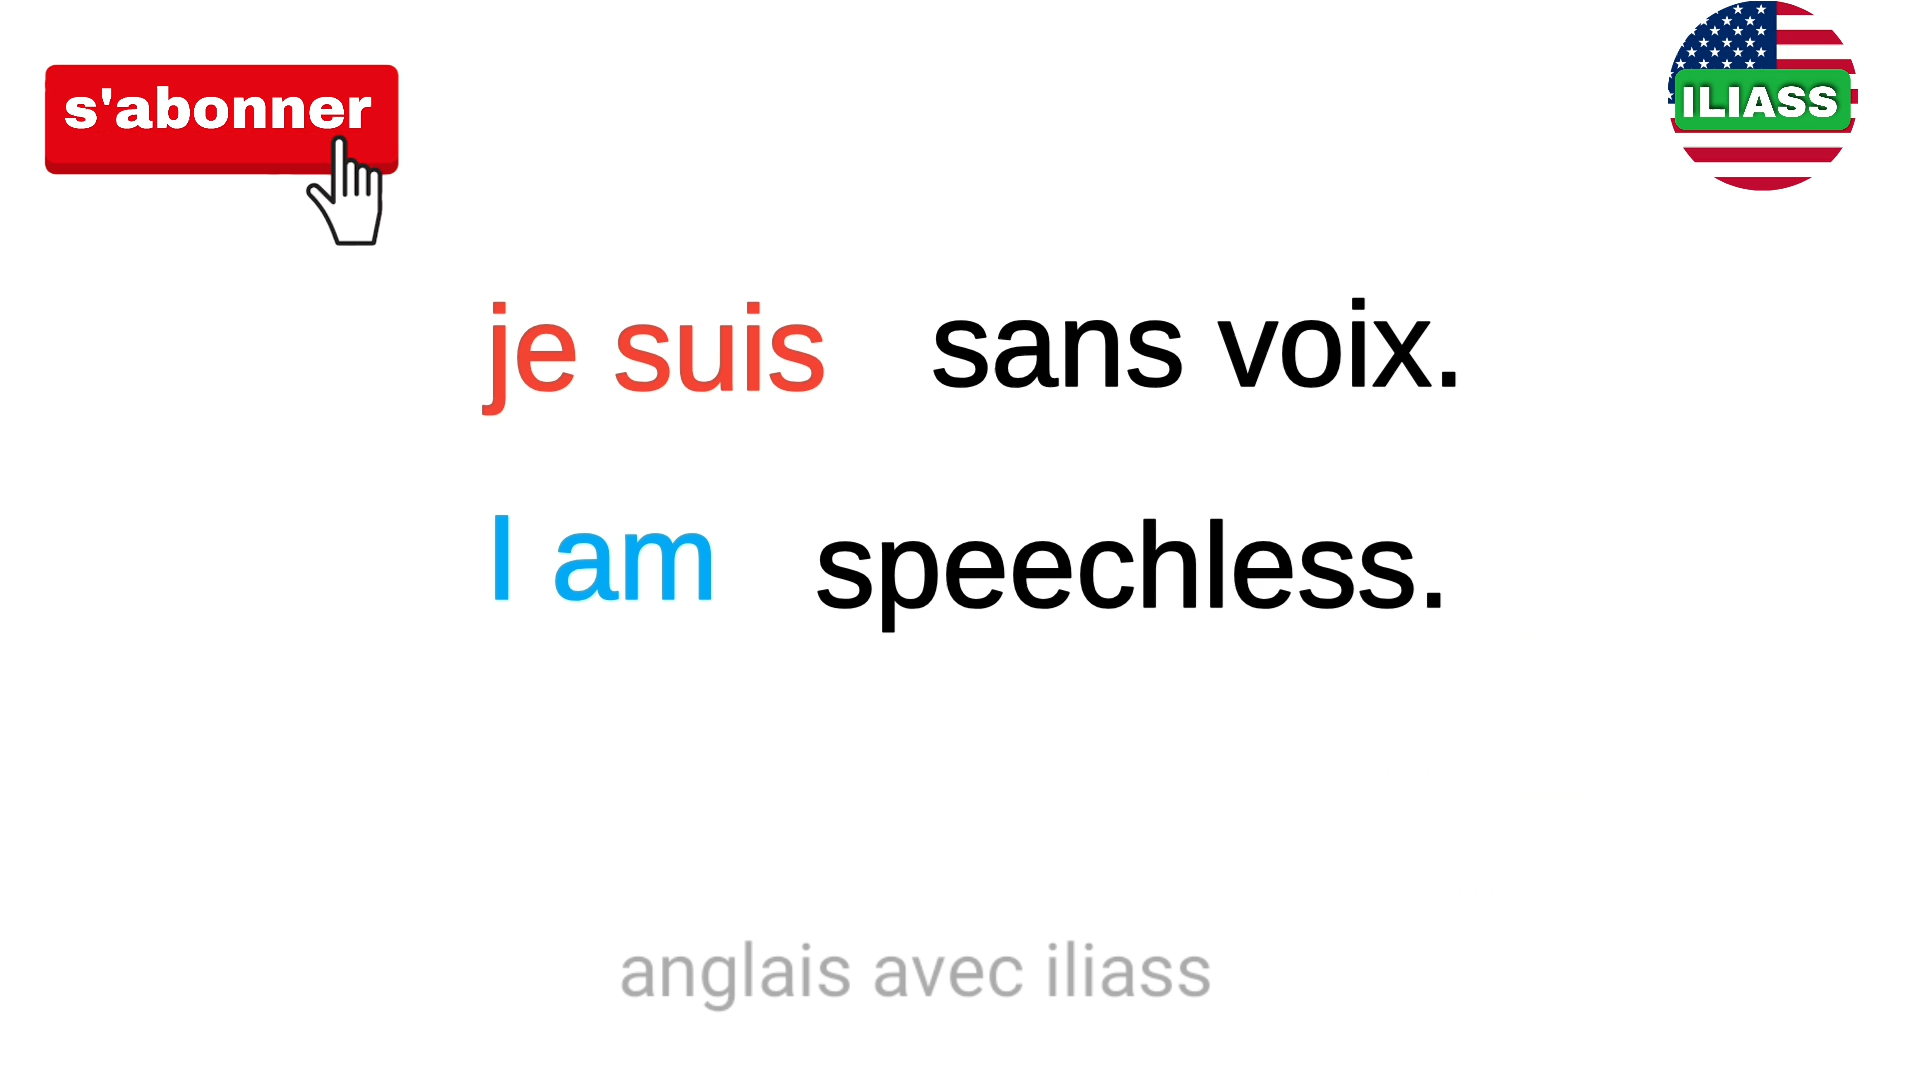 s'abonner
ILIASS
je suis sans voix.
I am speechless.
anglais avec iliass